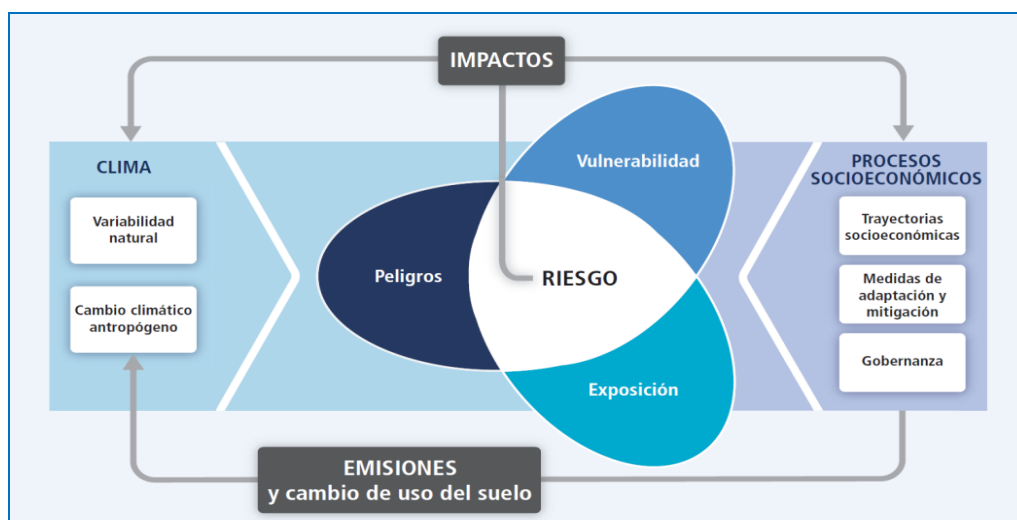 IMPACTOS
CLIMA
Variabilidad
natural
Cambio climático
antropógeno
Peligros
Vulnerabilidad
RIESGO
Exposición
PROCESOS
SOCIOECONÓMICOS
Trayectorias
socioeconómicas
Medidas de
adaptación y
mitigación
Gobernanza
EMISIONES
y cambio de uso del suelo